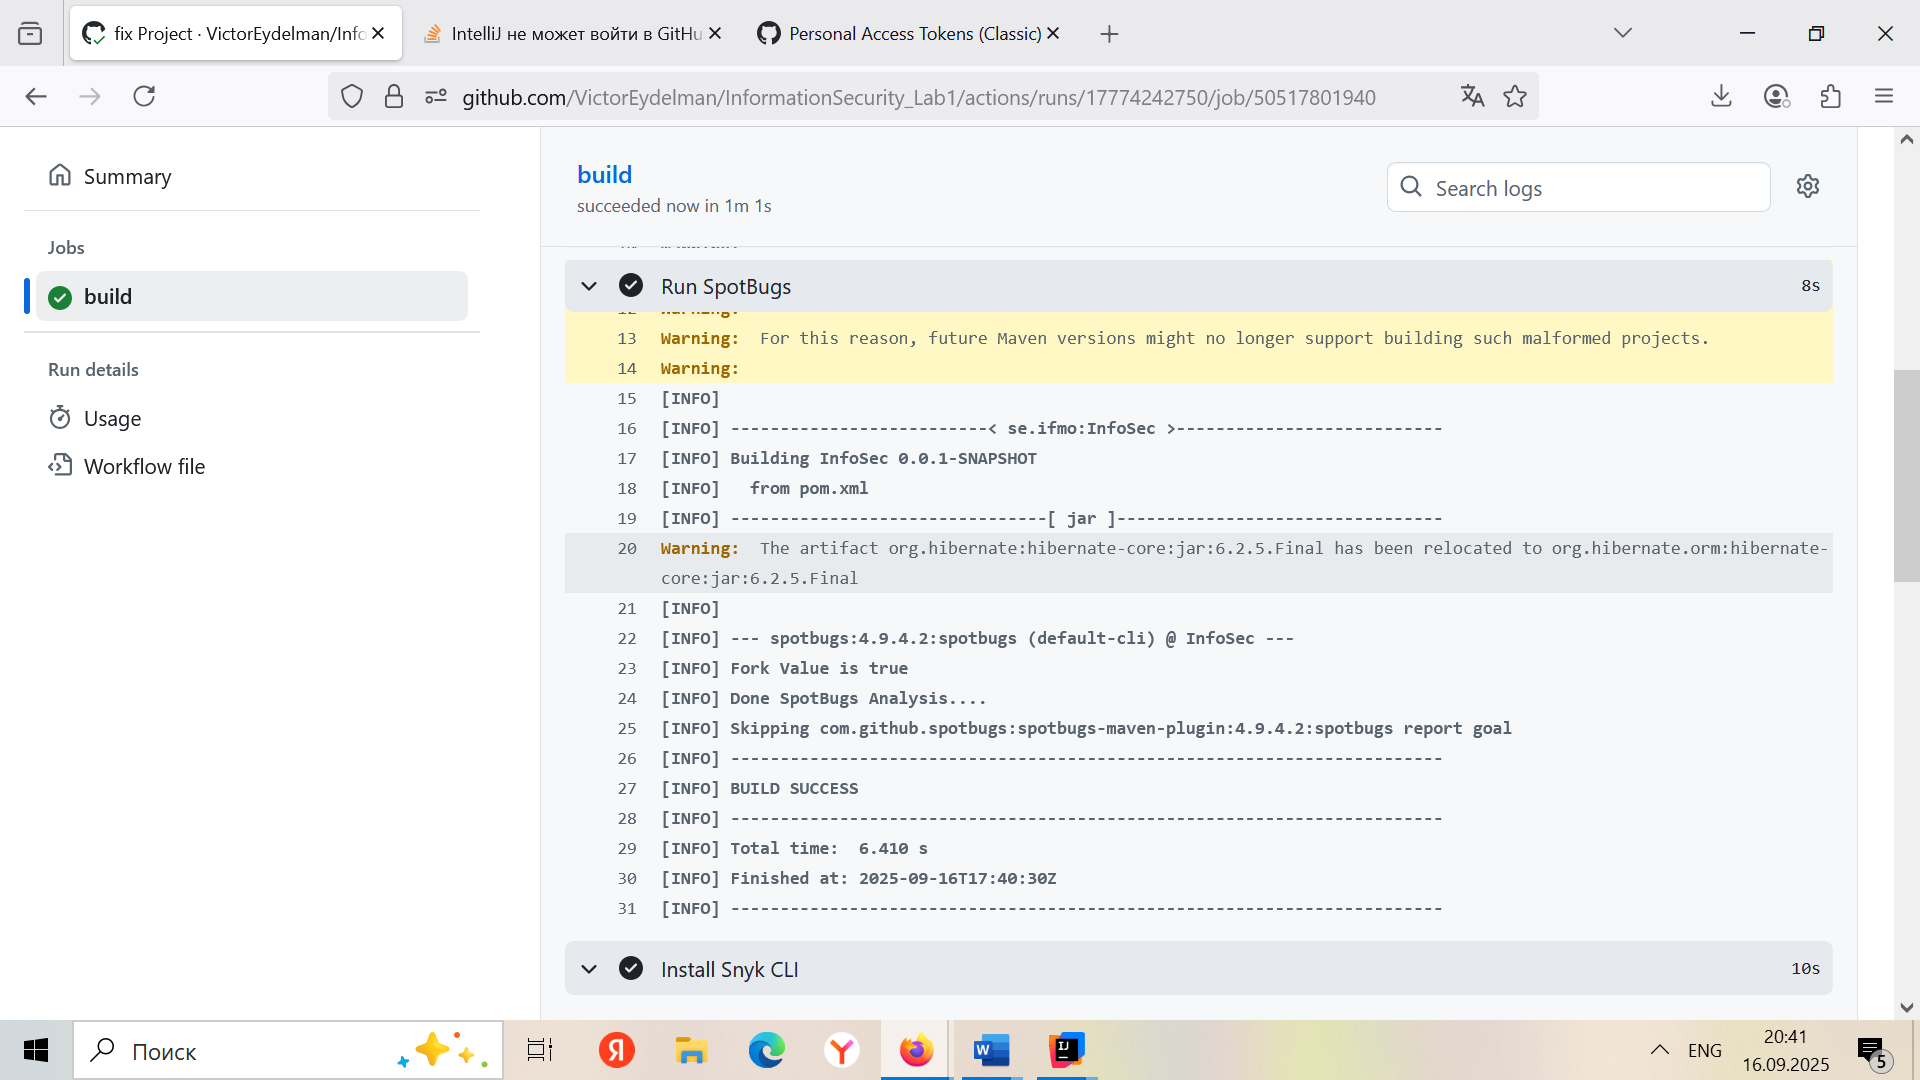 fix Project · VictorEydelman/Info
IntelliJ не может войти в GitHu
Personal Access Tokens (Classic)
github.com/VictorEydelman/InformationSecurity_Lab1/actions/runs/17774242750/job/50517801940
Summary
Jobs
build
Run details
Usage
Workflow file
build
succeeded now in 1m 1s
Search logs
Run SpotBugs
8s
12 Warning:
13 Warning:  For this reason, future Maven versions might no longer support building such malformed projects.
14 Warning:
15 [INFO]
16 [INFO] --------------------------< se.ifmo:InfoSec >---------------------------
17 [INFO] Building InfoSec 0.0.1-SNAPSHOT
18 [INFO]   from pom.xml
19 [INFO] --------------------------------[ jar ]---------------------------------
20 Warning:  The artifact org.hibernate:hibernate-core:jar:6.2.5.Final has been relocated to org.hibernate.orm:hibernate-
core:jar:6.2.5.Final
21 [INFO]
22 [INFO] --- spotbugs:4.9.4.2:spotbugs (default-cli) @ InfoSec ---
23 [INFO] Fork Value is true
24 [INFO] Done SpotBugs Analysis....
25 [INFO] Skipping com.github.spotbugs:spotbugs-maven-plugin:4.9.4.2:spotbugs report goal
26 [INFO] ------------------------------------------------------------------------
27 [INFO] BUILD SUCCESS
28 [INFO] ------------------------------------------------------------------------
29 [INFO] Total time:  6.410 s
30 [INFO] Finished at: 2025-09-16T17:40:30Z
31 [INFO] ------------------------------------------------------------------------
Install Snyk CLI
10s
Поиск
ENG
20:41
16.09.2025
5